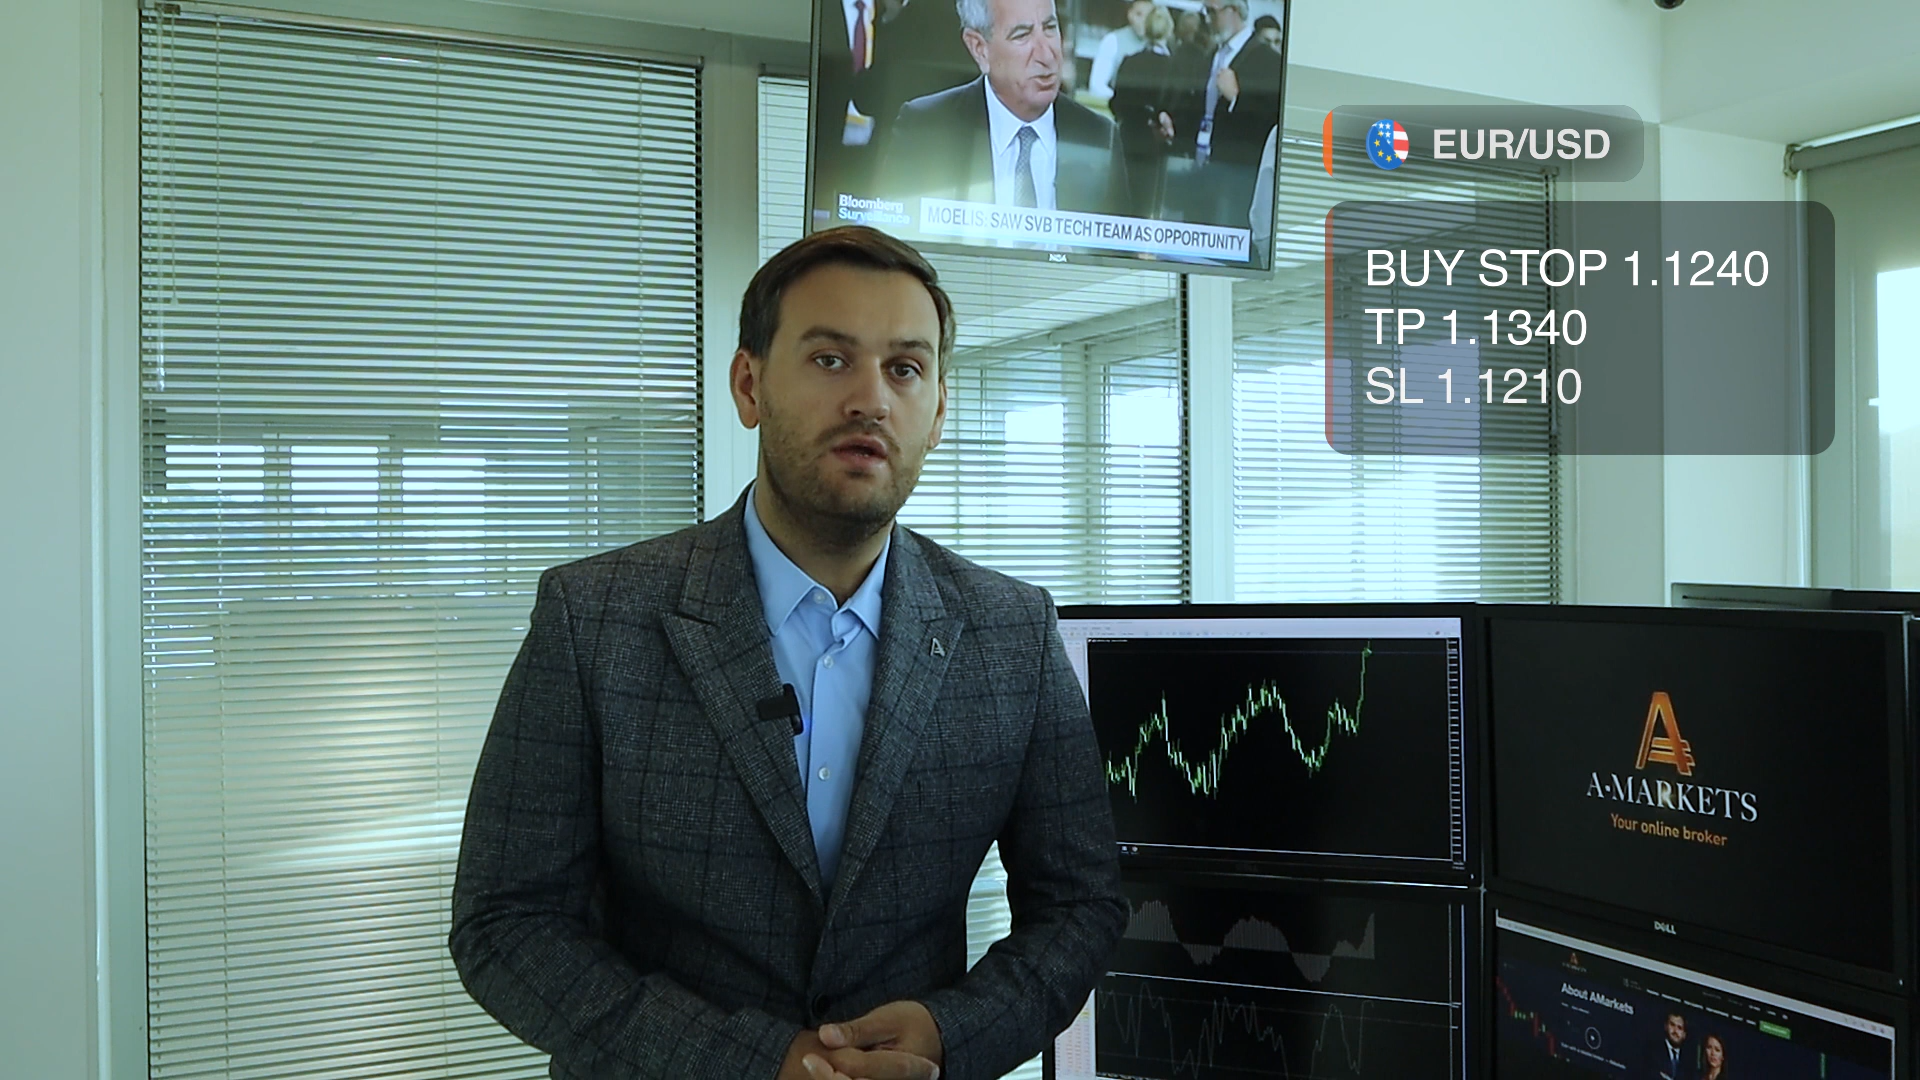 Bloomberg
Surveillance
MOELIS: SAW SVB TECH TEAM AS OPPORTUNITY
EUR/USD
BUY STOP 1.1240
TP 1.1340
SL 1.1210
A-MARKETS
Your online broker
DELL
About AMarkets